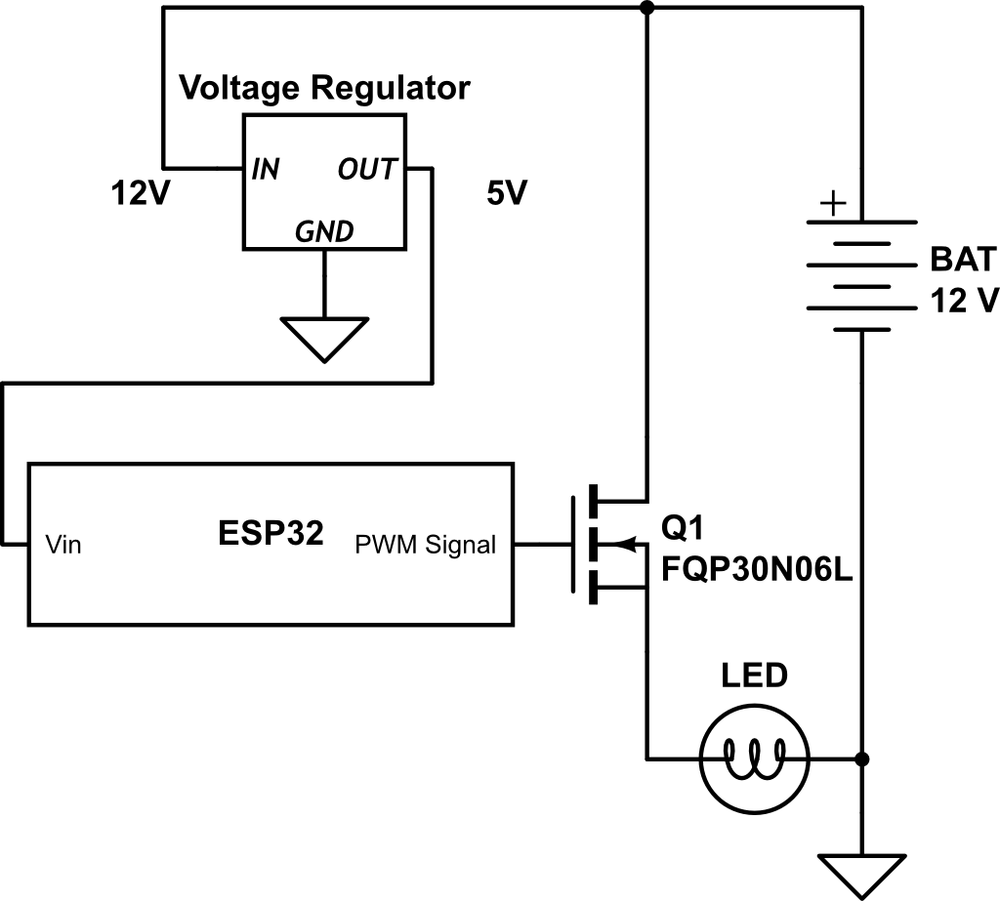 Voltage Regulator
IN
OUT
12V
5V
GND
+
BAT
12 V
ESP32
Vin
PWM Signal
Q1
FQP30N06L
LED